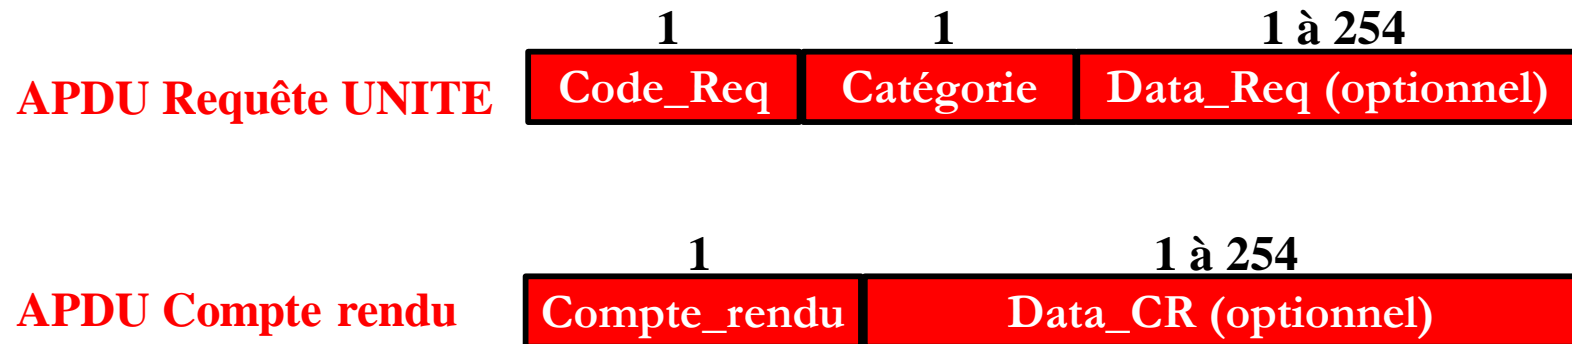 1 1 1 à 254
APDU Requête UNITE Code_Req Catégorie Data_Req (optionnel)
1 1 à 254
APDU Compte rendu Compte_rendu Data_CR (optionnel)